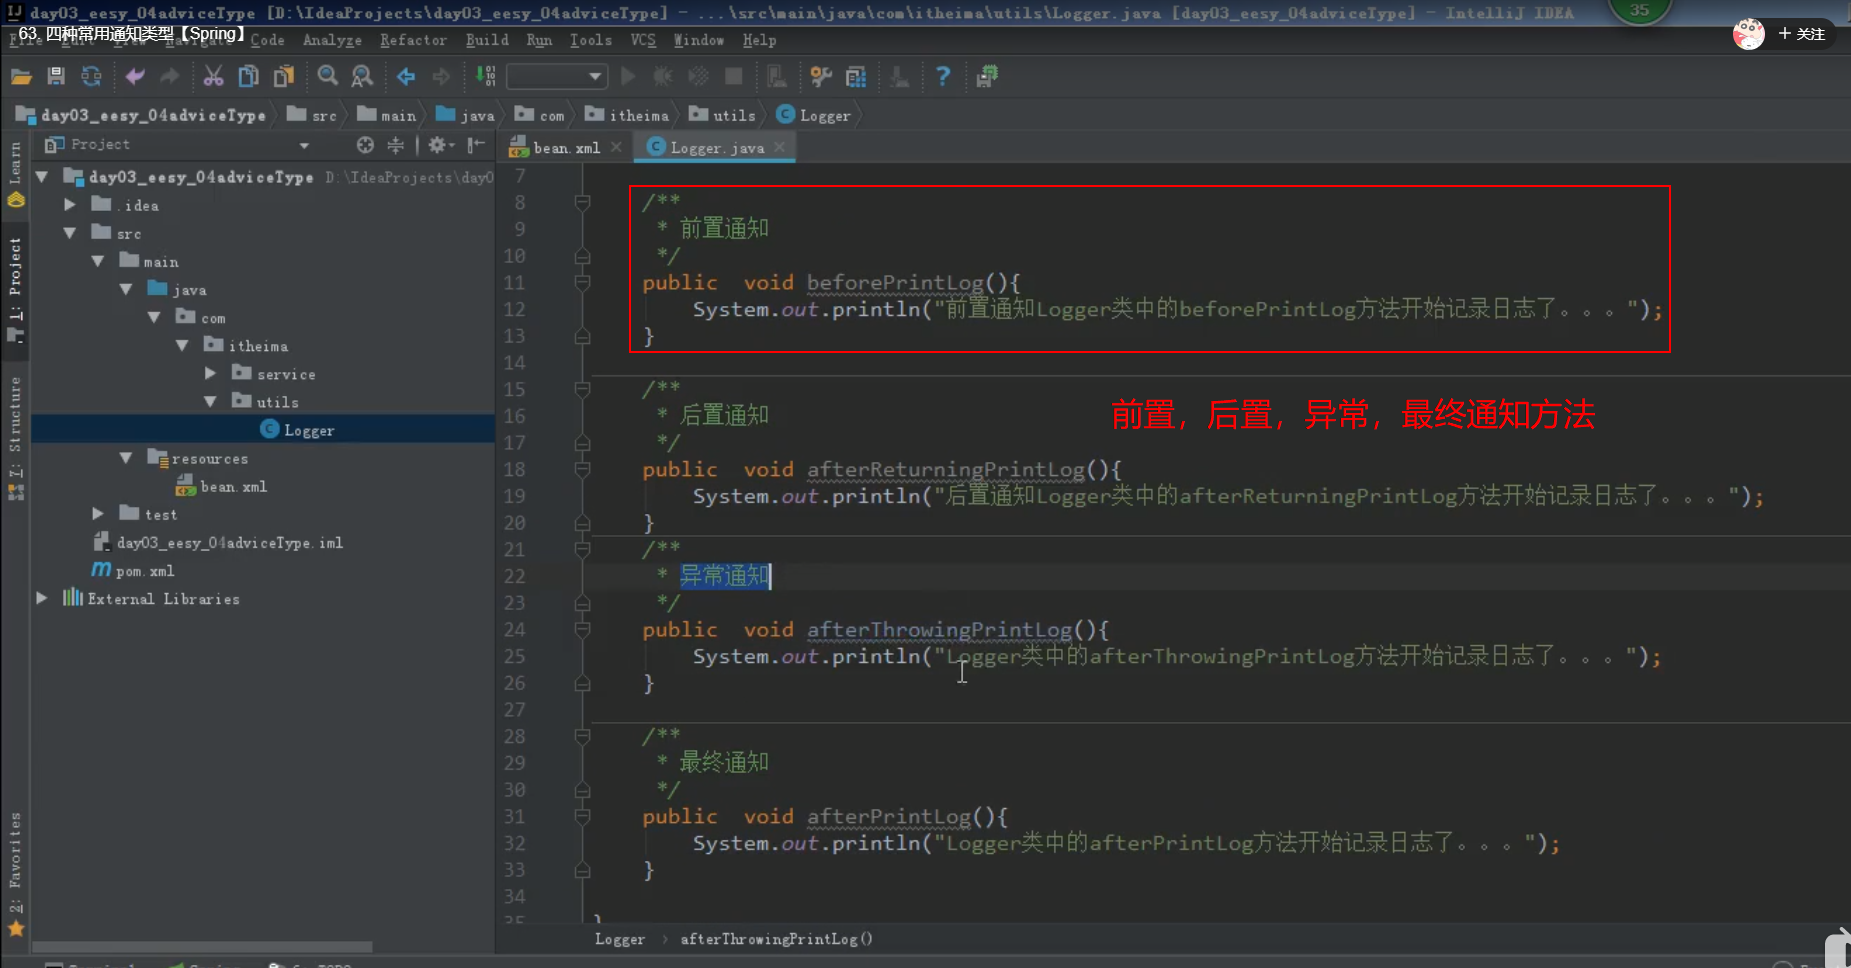 day03_eesy_04adviceType [D:\IdeaProjects\day03_eesy_04adviceType] - ...\src\main\java\com\itheima\utils\Logger.java [day03_eesy_04adviceType] - IntelliJ IDEA
35
63. 四种常用通知类型【Spring】
+ 关注
File Edit View Navigate Code Analyze Refactor Build Run Tools VCS Window Help
day03_eesy_04adviceType src main java com itheima utils Logger
Project
bean.xml
Logger.java
Learn
1: Project
7: Structure
2: Favorites
day03_eesy_04adviceType D:\IdeaProjects\day0
.idea
src
main
java
com
itheima
service
utils
Logger
resources
bean.xml
test
day03_eesy_04adviceType.iml
pom.xml
External Libraries
7
8 /**
9 * 前置通知
10 */
11 public void beforePrintLog(){
12 System.out.println("前置通知Logger类中的beforePrintLog方法开始记录日志了。。。");
13 }
14
15 /**
16 * 后置通知
前置，后置，异常，最终通知方法
17 */
18 public void afterReturningPrintLog(){
19 System.out.println("后置通知Logger类中的afterReturningPrintLog方法开始记录日志了。。。");
20 }
21 /**
22 * 异常通知
23 */
24 public void afterThrowingPrintLog(){
25 System.out.println("Logger类中的afterThrowingPrintLog方法开始记录日志了。。。");
26 }
27
28 /**
29 * 最终通知
30 */
31 public void afterPrintLog(){
32 System.out.println("Logger类中的afterPrintLog方法开始记录日志了。。。");
33 }
34
35 }
Logger › afterThrowingPrintLog()